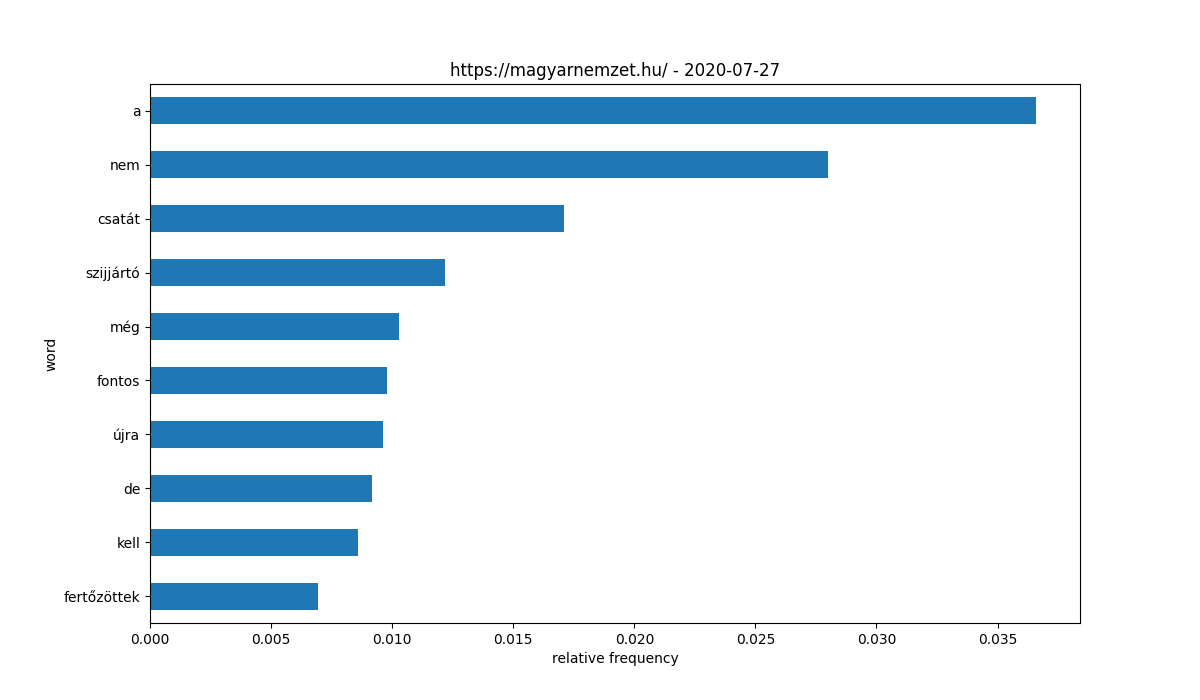 https://magyarnemzet.hu/ - 2020-07-27
a
nem
csatát
szijjártó
még
fontos
újra
de
kell
fertőzöttek
word
0.000 0.005 0.010 0.015 0.020 0.025 0.030 0.035
relative frequency